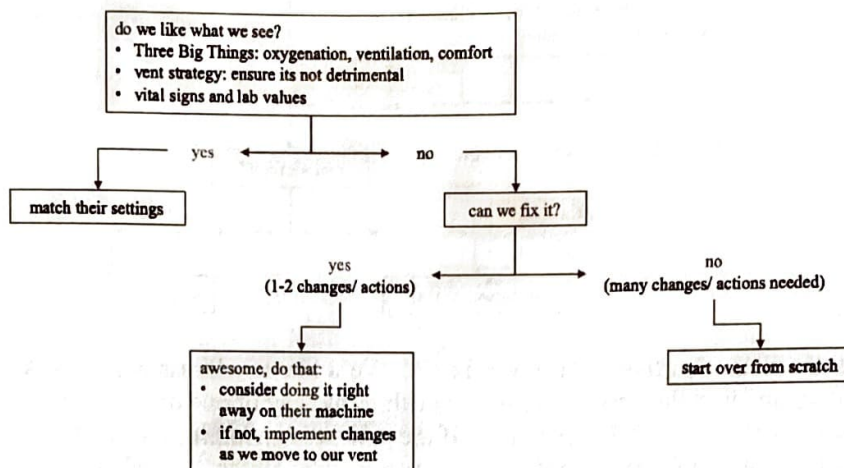 do we like what we see?
• Three Big Things: oxygenation, ventilation, comfort
• vent strategy: ensure its not detrimental
• vital signs and lab values
yes
no
match their settings
can we fix it?
yes
(1-2 changes/ actions)
no
(many changes/ actions needed)
awesome, do that:
• consider doing it right
away on their machine
• if not, implement changes
as we move to our vent
start over from scratch